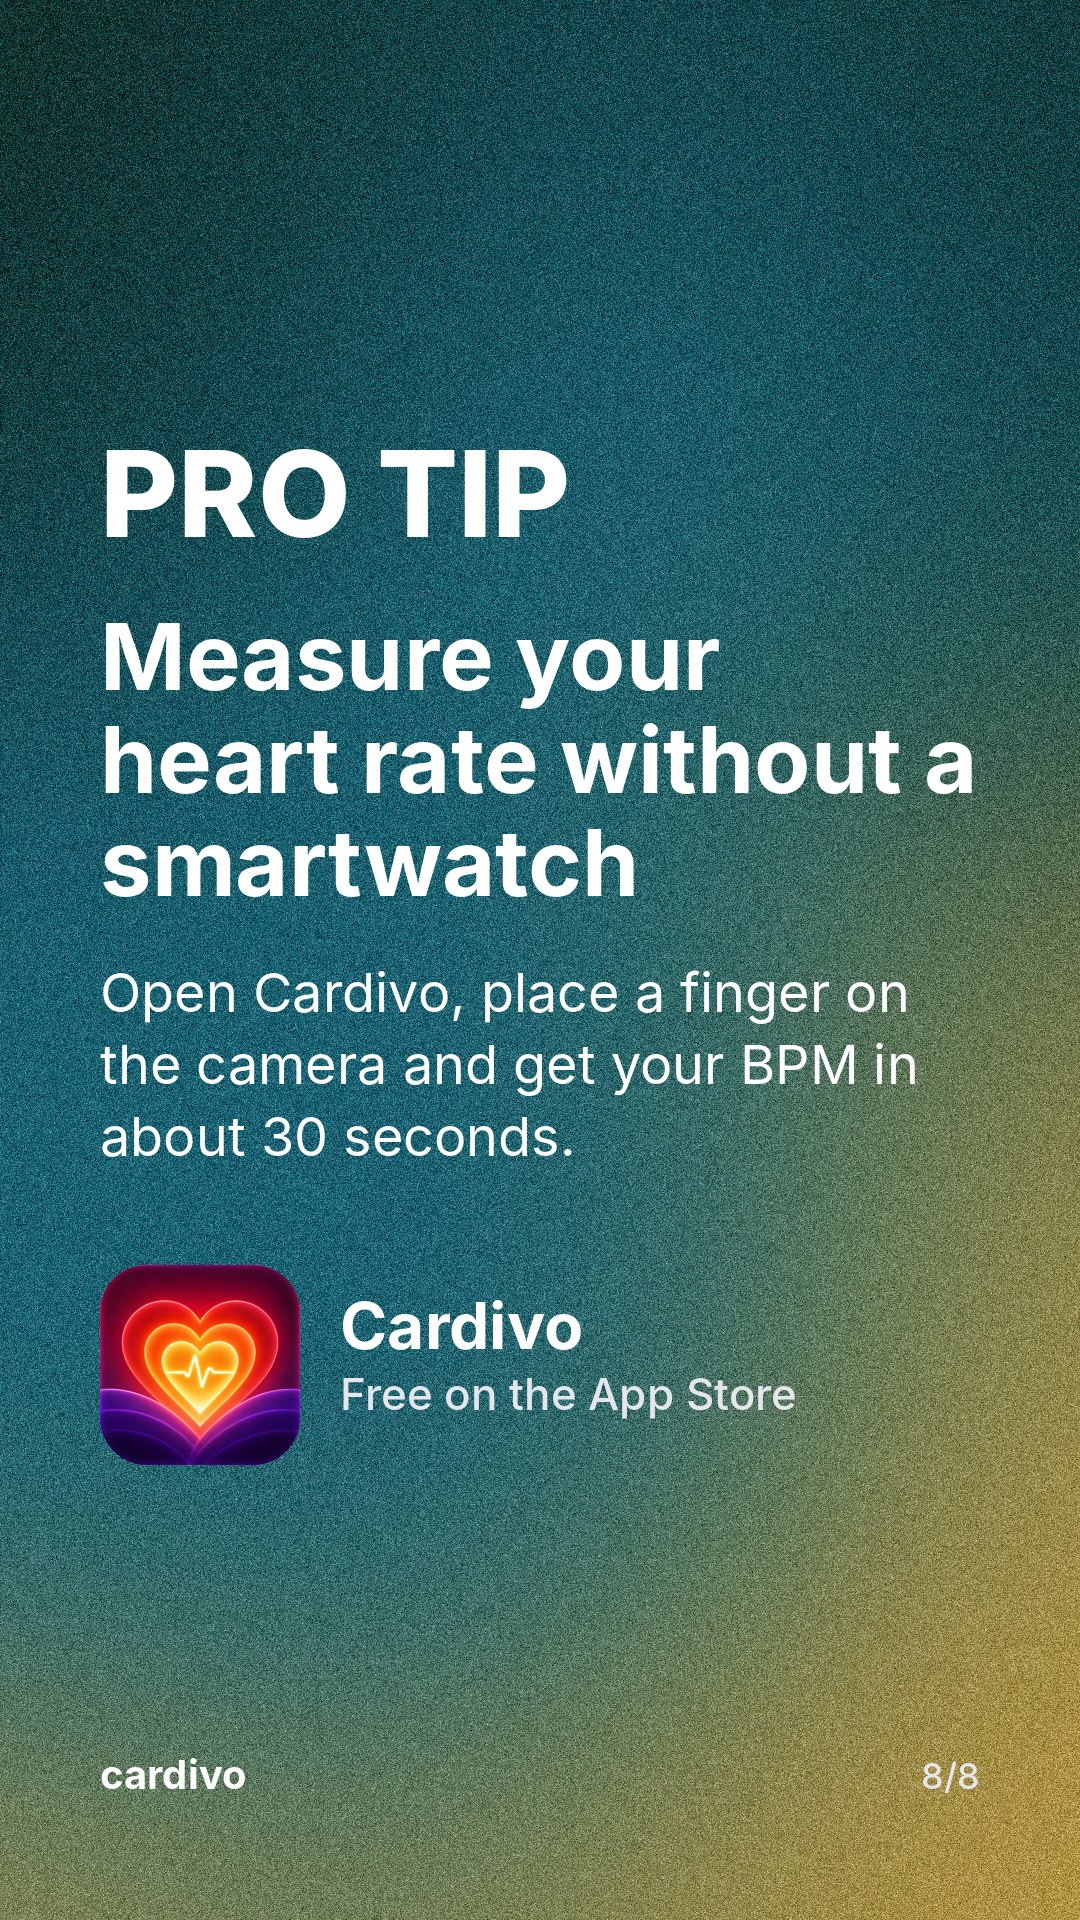 PRO TIP
Measure your
heart rate without a
smartwatch
Open Cardivo, place a finger on
the camera and get your BPM in
about 30 seconds.
Cardivo
Free on the App Store
cardivo
8/8